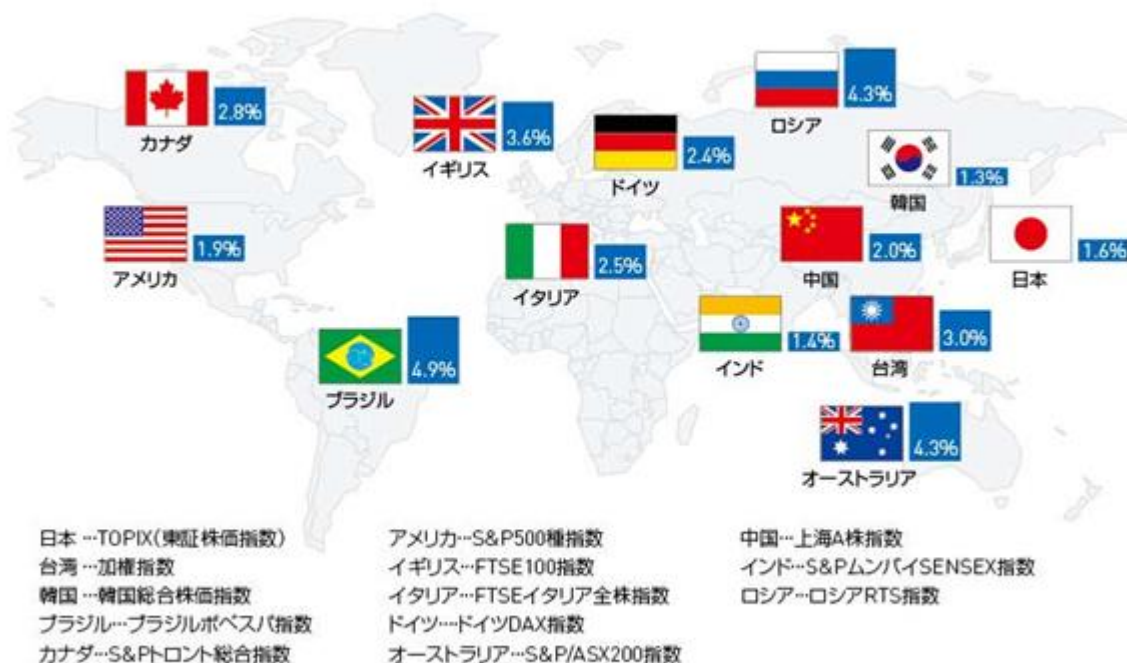 4.3%
ロシア
2.8%
カナダ
3.6%
イギリス
2.4%
ドイツ
1.3%
韓国
1.9%
アメリカ
2.5%
イタリア
2.0%
中国
1.6%
日本
1.4%
インド
3.0%
台湾
4.9%
ブラジル
4.3%
オーストラリア
日本…TOPIX(東証株価指数)
台湾…加権指数
韓国…韓国総合株価指数
ブラジル…ブラジルボベスパ指数
カナダ…S&Pトロント総合指数
アメリカ…S&P500種指数
イギリス…FTSE100指数
イタリア…FTSEイタリア全株指数
ドイツ…ドイツDAX指数
オーストラリア…S&P/ASX200指数
中国…上海A株指数
インド…S&PムンバイSENSEX指数
ロシア…ロシアRTS指数